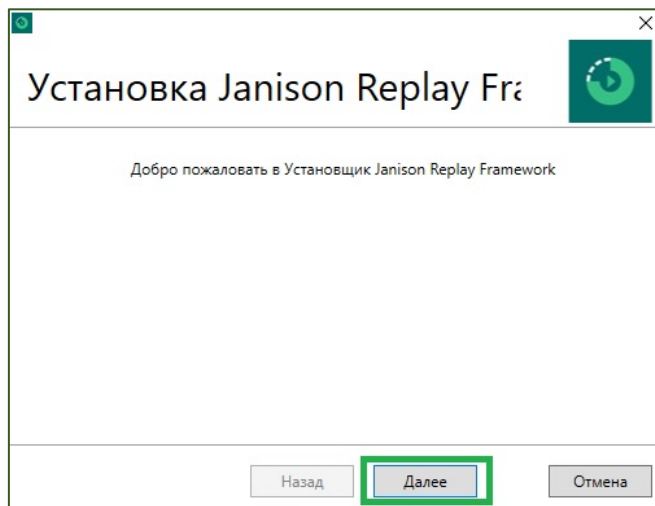 Установка Janison Replay Fra
Добро пожаловать в Установщик Janison Replay Framework
Назад
Далее
Отмена